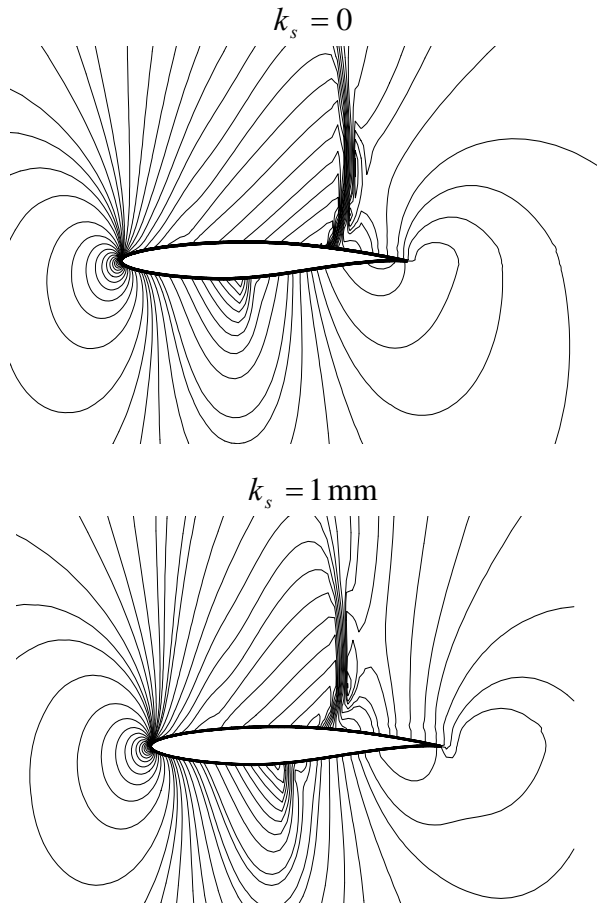 k_s = 0
k_s = 1 mm